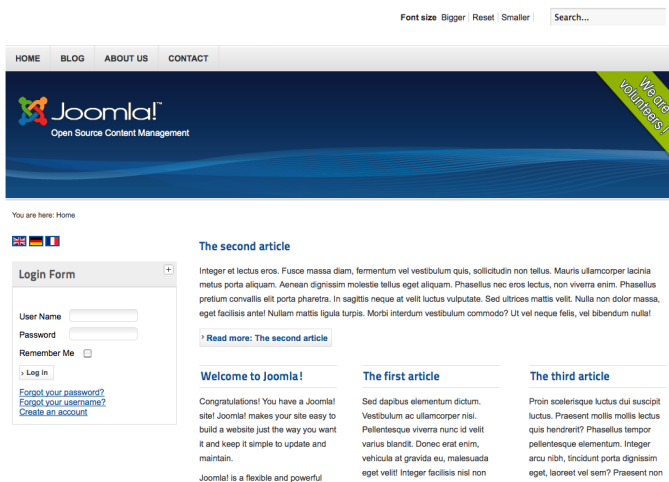 Font size Bigger Reset Smaller Search...
HOME BLOG ABOUT US CONTACT
We are
volunteers!
Joomla!™
Open Source Content Management
You are here: Home
The second article
Integer et lectus eros. Fusce massa diam, fermentum vel vestibulum quis, sollicitudin non tellus. Mauris ullamcorper lacinia
metus porta aliquam. Aenean dignissim molestie tellus eget aliquam. Phasellus nec eros lectus, non viverra enim. Phasellus
pretium convallis elit porta pharetra. In sagittis neque at velit luctus vulputate. Sed ultrices mattis velit. Nulla non dolor massa,
eget facilisis ante! Nullam mattis ligula turpis. Morbi interdum vestibulum commodo? Ut vel neque felis, vel bibendum nulla!
Read more: The second article
Login Form
User Name
Password
Remember Me
Log in
Forgot your password?
Forgot your username?
Create an account
Welcome to Joomla!
Congratulations! You have a Joomla!
site! Joomla! makes your site easy to
build a website just the way you want
it and keep it simple to update and
maintain.
Joomla! is a flexible and powerful
The first article
Sed dapibus elementum dictum.
Vestibulum ac ullamcorper nisi.
Pellentesque viverra nunc id velit
varius blandit. Donec erat enim,
vehicula at gravida eu, malesuada
eget velit! Integer facilisis nisl non
The third article
Proin scelerisque luctus dui suscipit
luctus. Praesent mollis mollis lectus
quis hendrerit? Phasellus tempor
pellentesque elementum. Integer
arcu nibh, tincidunt porta dignissim
eget, laoreet vel sem? Praesent non